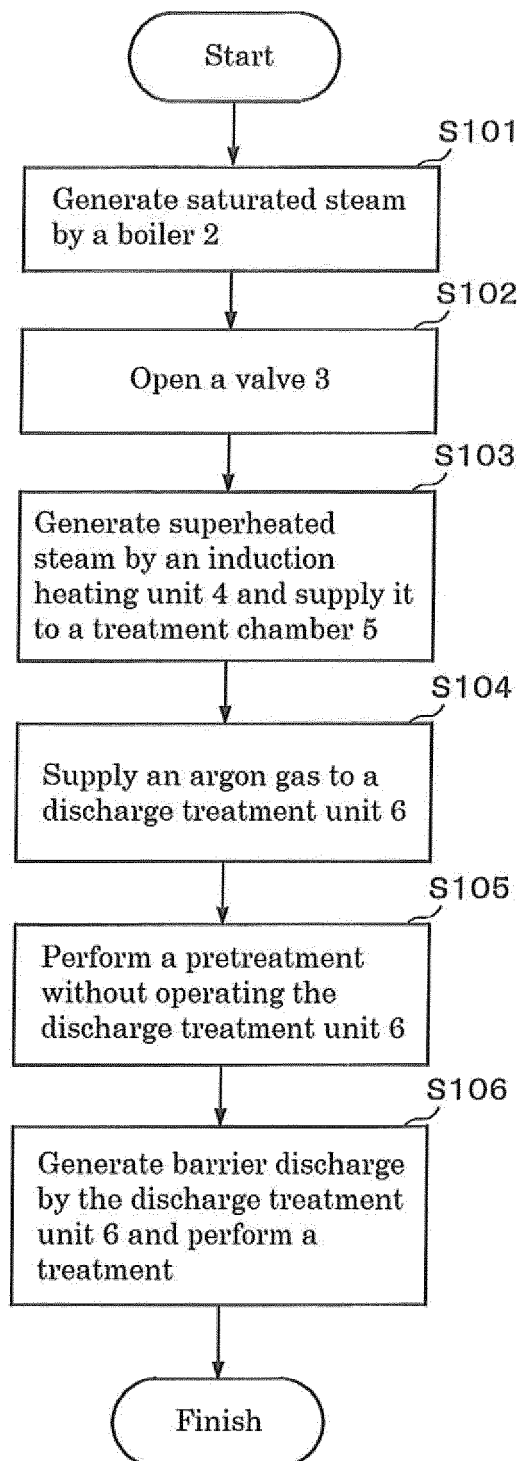 Start
S101
Generate saturated steam
by a boiler 2
S102
Open a valve 3
S103
Generate superheated
steam by an induction
heating unit 4 and supply it
to a treatment chamber 5
S104
Supply an argon gas to a
discharge treatment unit 6
S105
Perform a pretreatment
without operating the
discharge treatment unit 6
S106
Generate barrier discharge
by the discharge treatment
unit 6 and perform a
treatment
Finish